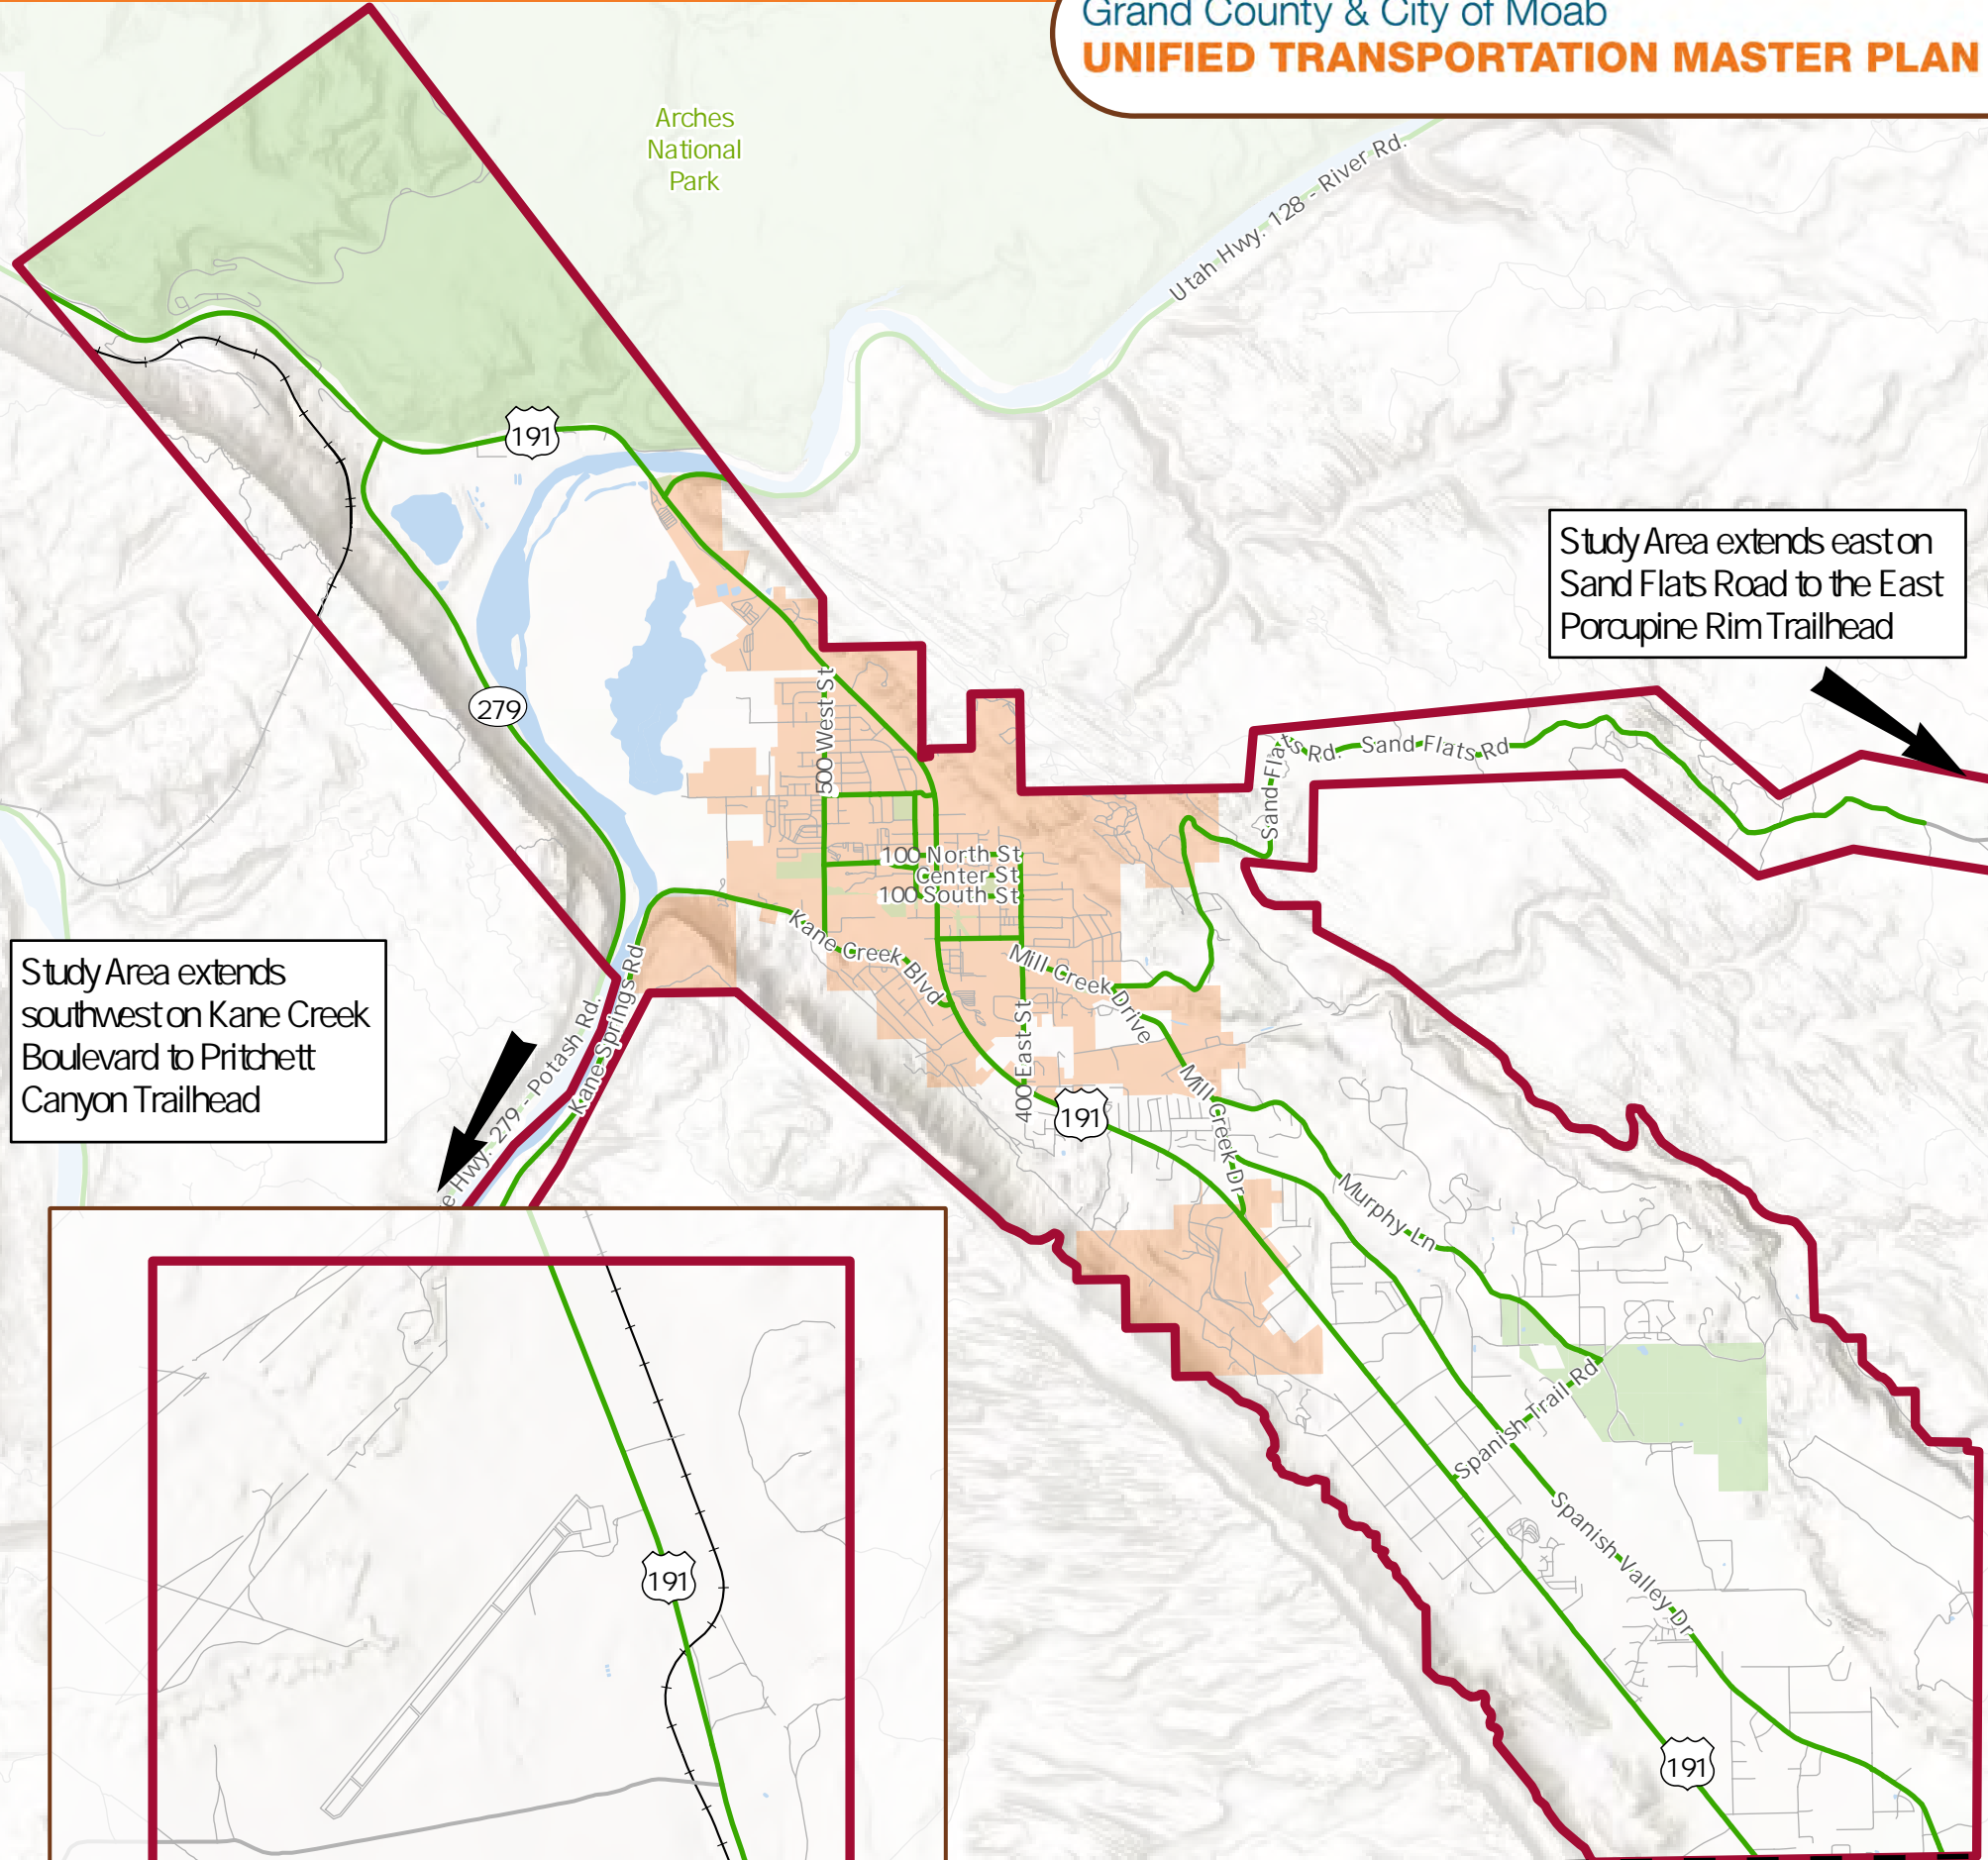 Grand County & City of Moab
UNIFIED TRANSPORTATION MASTER PLAN
Arches
National
Park
Utah Hwy. 128 - River Rd.
191
Study Area extends east on
Sand Flats Road to the East
Porcupine Rim Trailhead
279
500 West St
Sand Flats Rd.
Sand Flats Rd
100 North St
Center St
100 South St
Kane Creek Blvd
Mill Creek Drive
Study Area extends
southwest on Kane Creek
Boulevard to Pritchett
Canyon Trailhead
Kane Springs Rd
e Hwy. 279 - Potash Rd.
400 East St
191
Mill Creek Dr
Murphy Ln
Spanish Trail Rd
Spanish Valley Dr
191
191